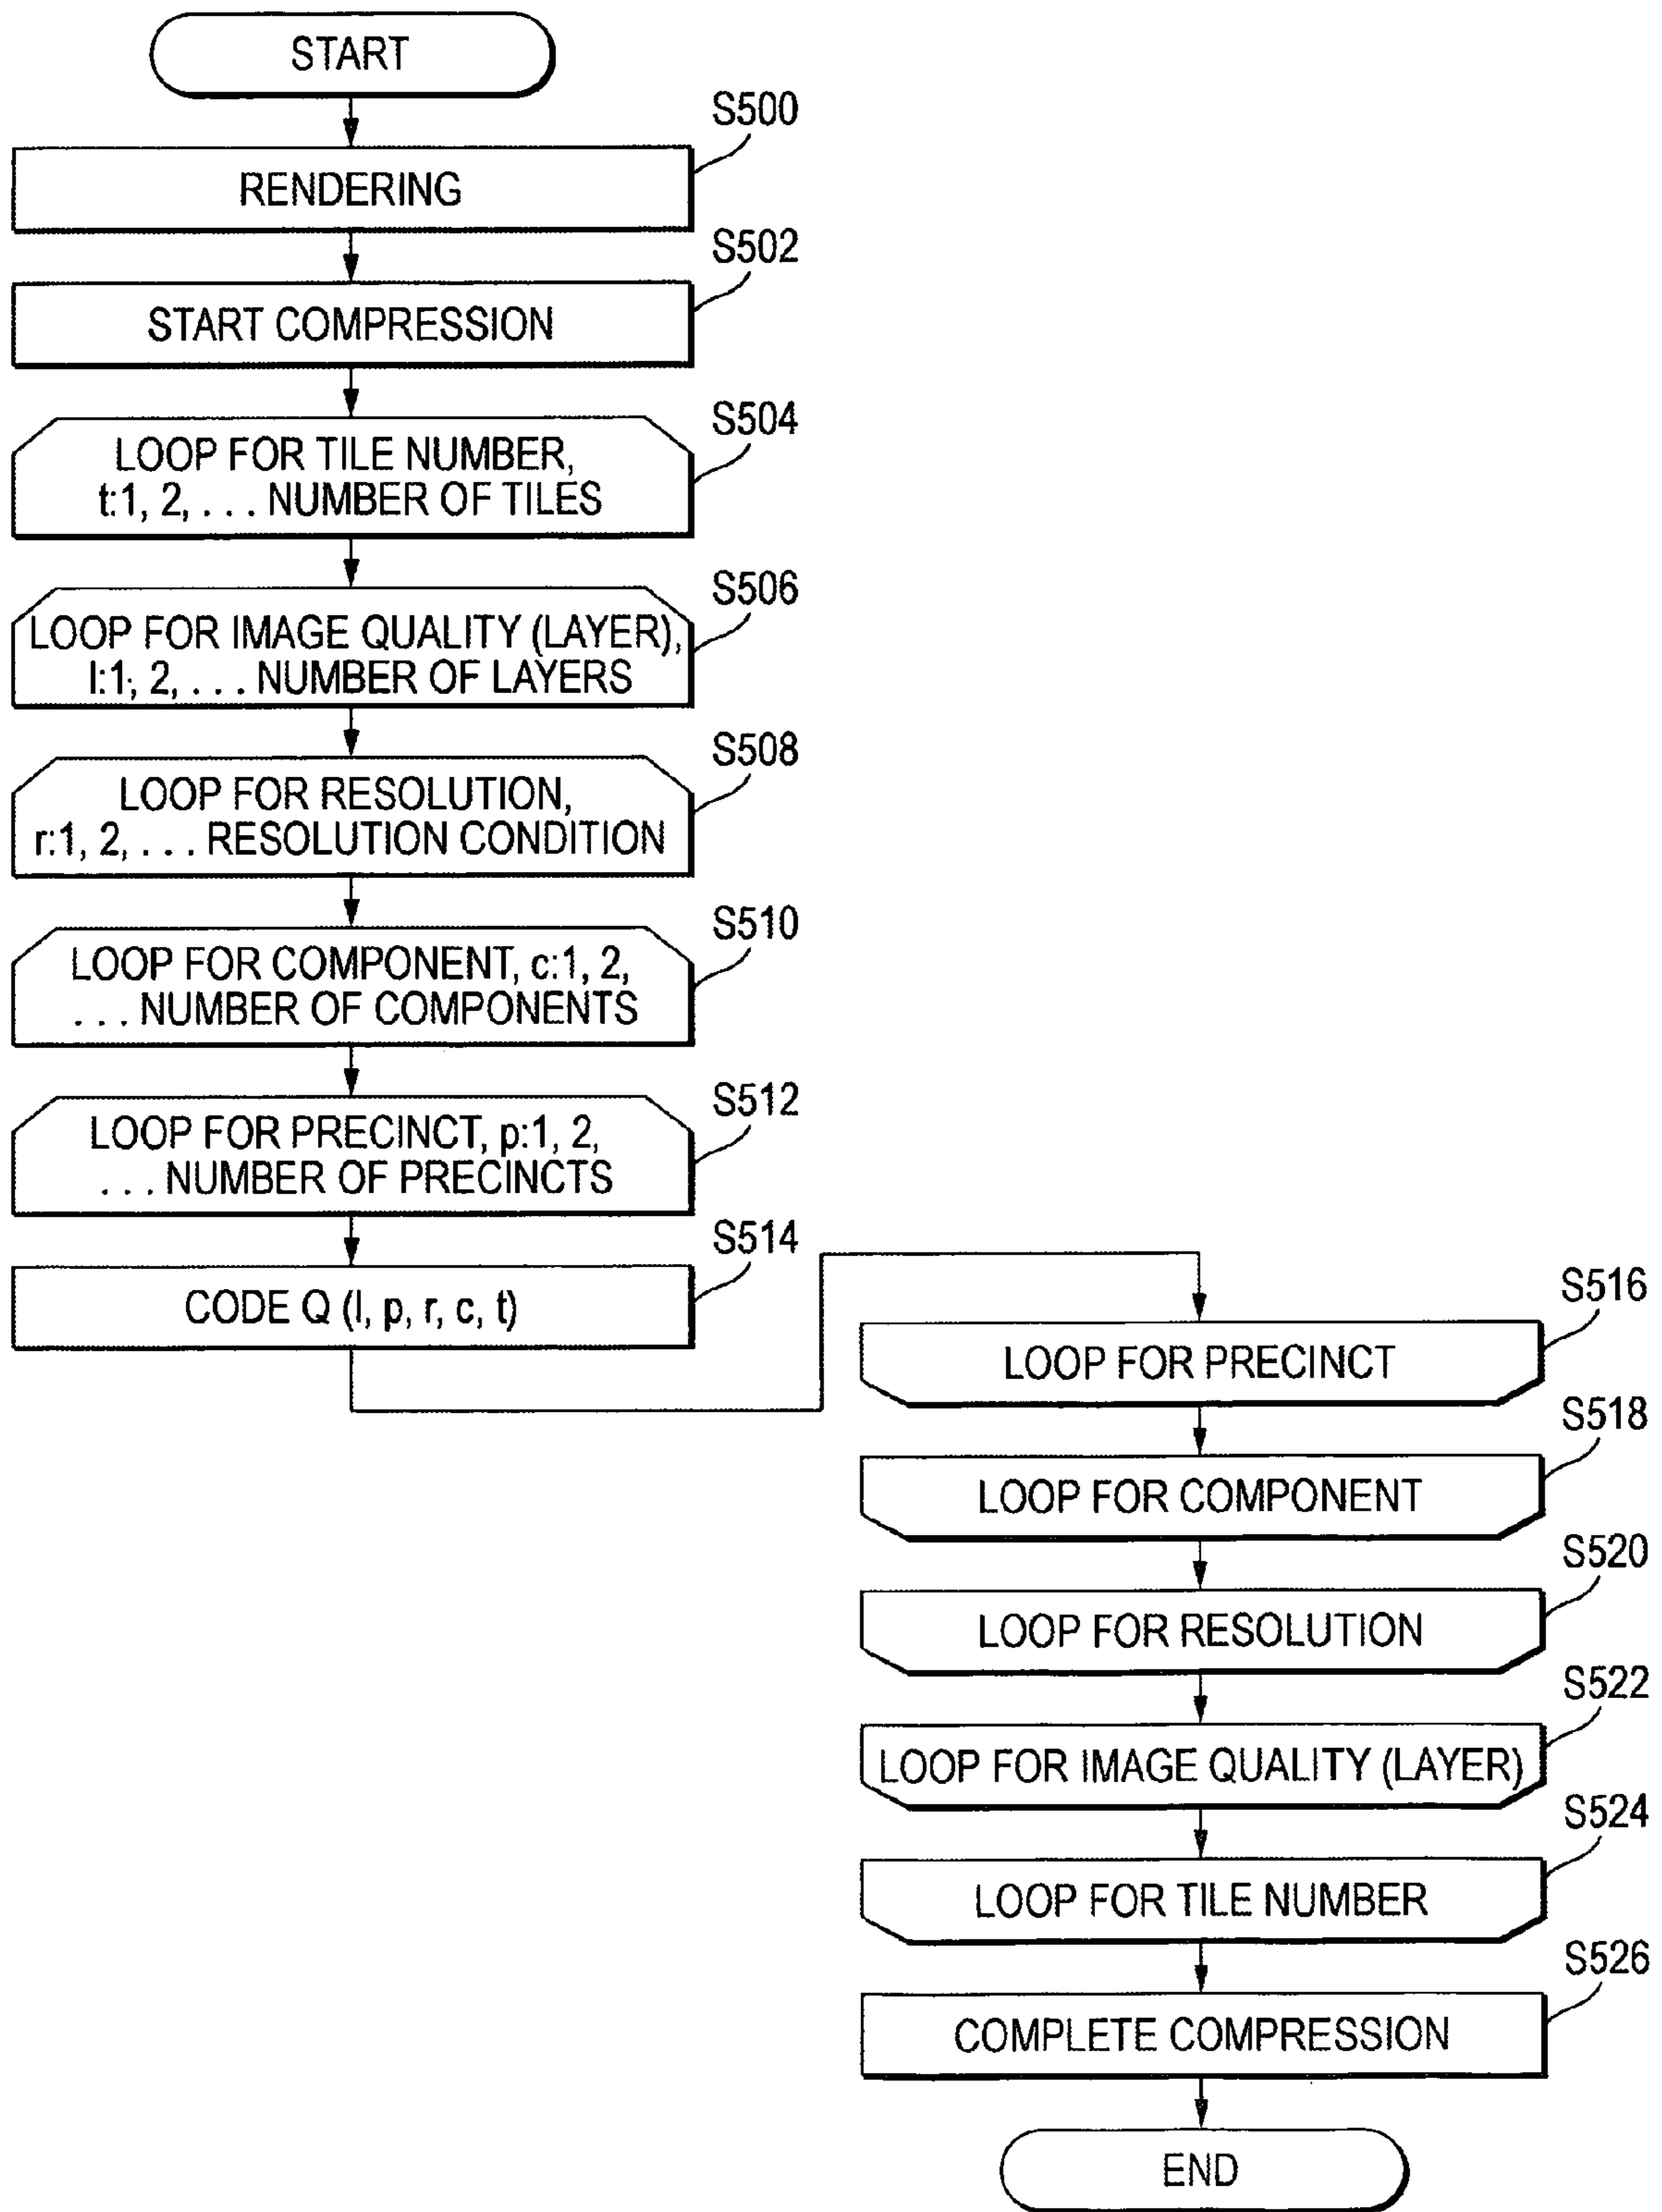 START
S500
RENDERING
S502
START COMPRESSION
S504
LOOP FOR TILE NUMBER,
t:1, 2, . . . NUMBER OF TILES
S506
LOOP FOR IMAGE QUALITY (LAYER),
l:1, 2, . . . NUMBER OF LAYERS
S508
LOOP FOR RESOLUTION,
r:1, 2, . . . RESOLUTION CONDITION
S510
LOOP FOR COMPONENT, c:1, 2,
. . . NUMBER OF COMPONENTS
S512
LOOP FOR PRECINCT, p:1, 2,
. . . NUMBER OF PRECINCTS
S514
CODE Q (l, p, r, c, t)
S516
LOOP FOR PRECINCT
S518
LOOP FOR COMPONENT
S520
LOOP FOR RESOLUTION
S522
LOOP FOR IMAGE QUALITY (LAYER)
S524
LOOP FOR TILE NUMBER
S526
COMPLETE COMPRESSION
END